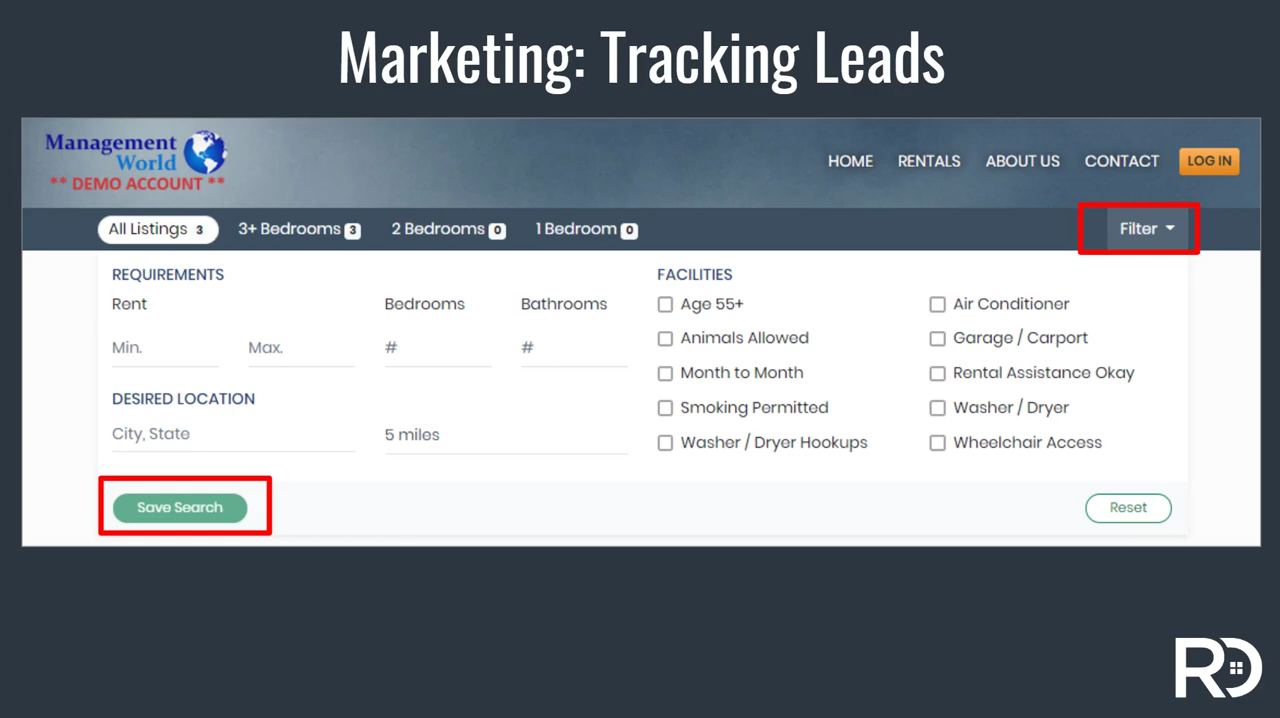 Marketing: Tracking Leads
Management
World
** DEMO ACCOUNT **
HOME RENTALS ABOUT US CONTACT LOG IN
All Listings 3 3+ Bedrooms 3 2 Bedrooms 0 1 Bedroom 0 Filter
REQUIREMENTS FACILITIES
Rent Bedrooms Bathrooms Age 55+ Air Conditioner
Animals Allowed Garage / Carport
Min. Max. # #
Month to Month Rental Assistance Okay
DESIRED LOCATION
Smoking Permitted Washer / Dryer
City, State 5 miles
Washer / Dryer Hookups Wheelchair Access
Save Search Reset
RD